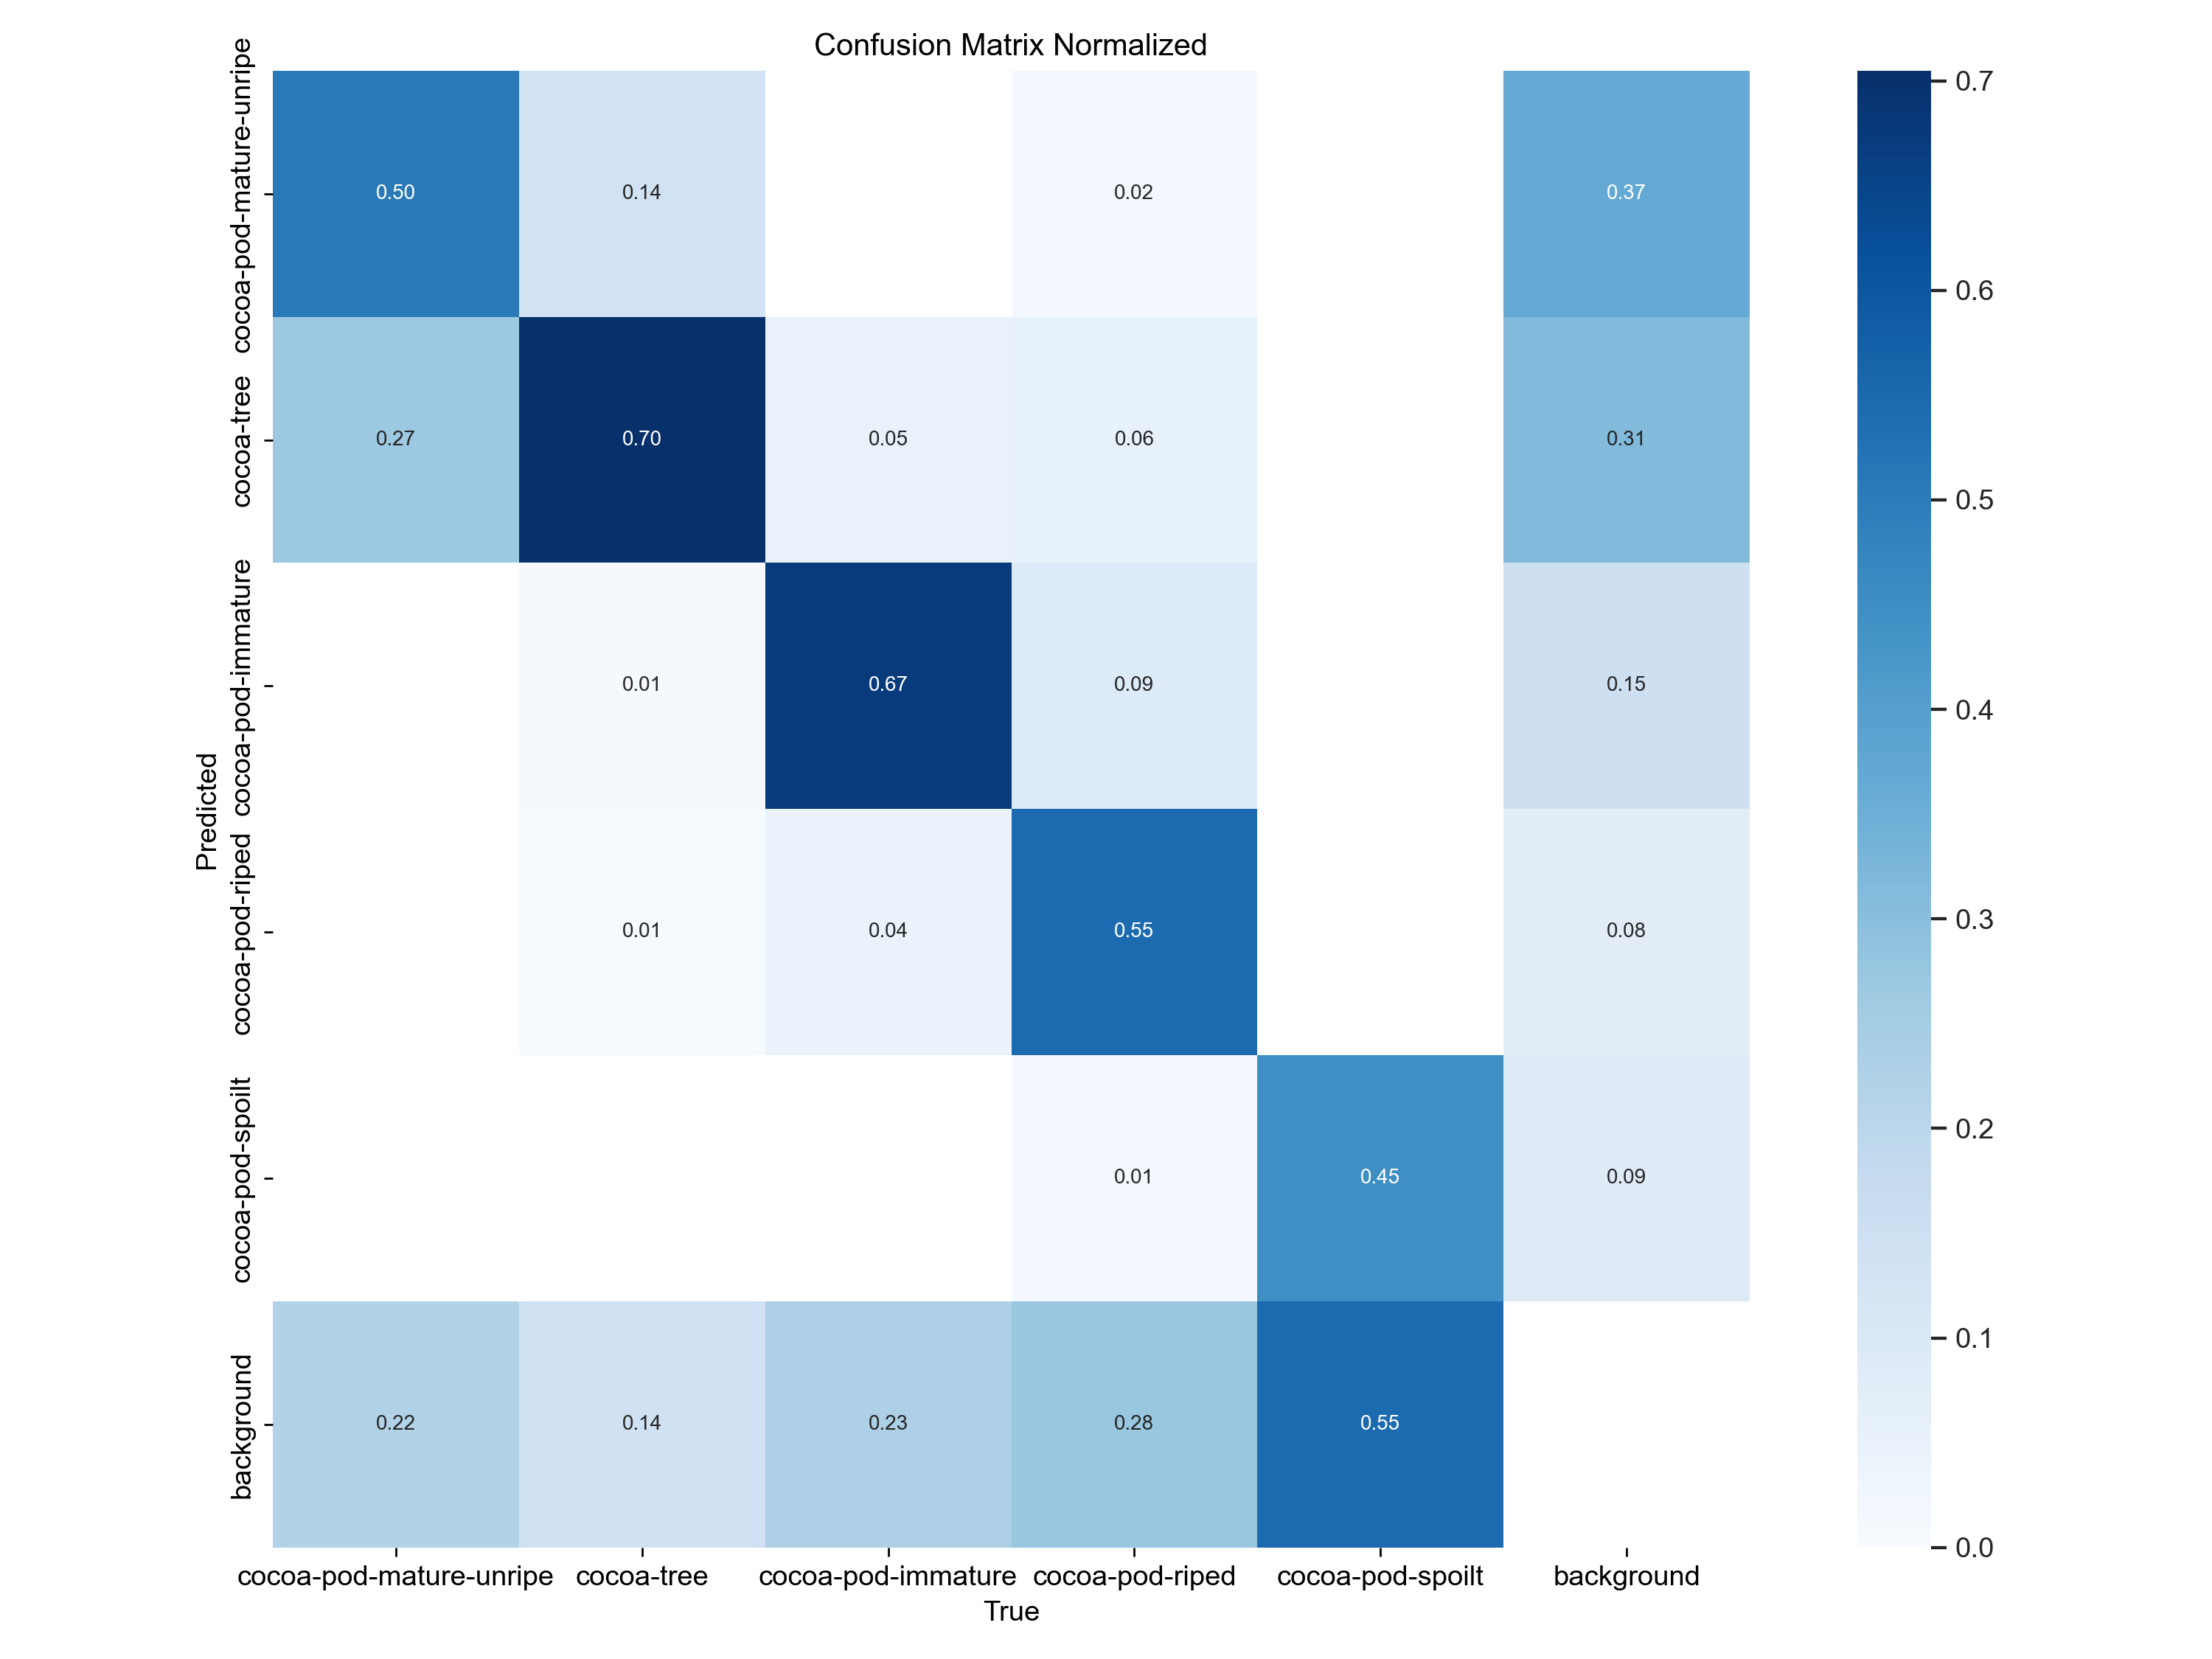 Confusion Matrix Normalized
Predicted
cocoa-pod-mature-unripe
0.50 0.14 0.02 0.37
cocoa-tree
0.27 0.70 0.05 0.06 0.31
cocoa-pod-immature
0.01 0.67 0.09 0.15
cocoa-pod-riped
0.01 0.04 0.55 0.08
cocoa-pod-spoilt
0.01 0.45 0.09
background
0.22 0.14 0.23 0.28 0.55
cocoa-pod-mature-unripe cocoa-tree cocoa-pod-immature cocoa-pod-riped cocoa-pod-spoilt background
True
0.7
0.6
0.5
0.4
0.3
0.2
0.1
0.0